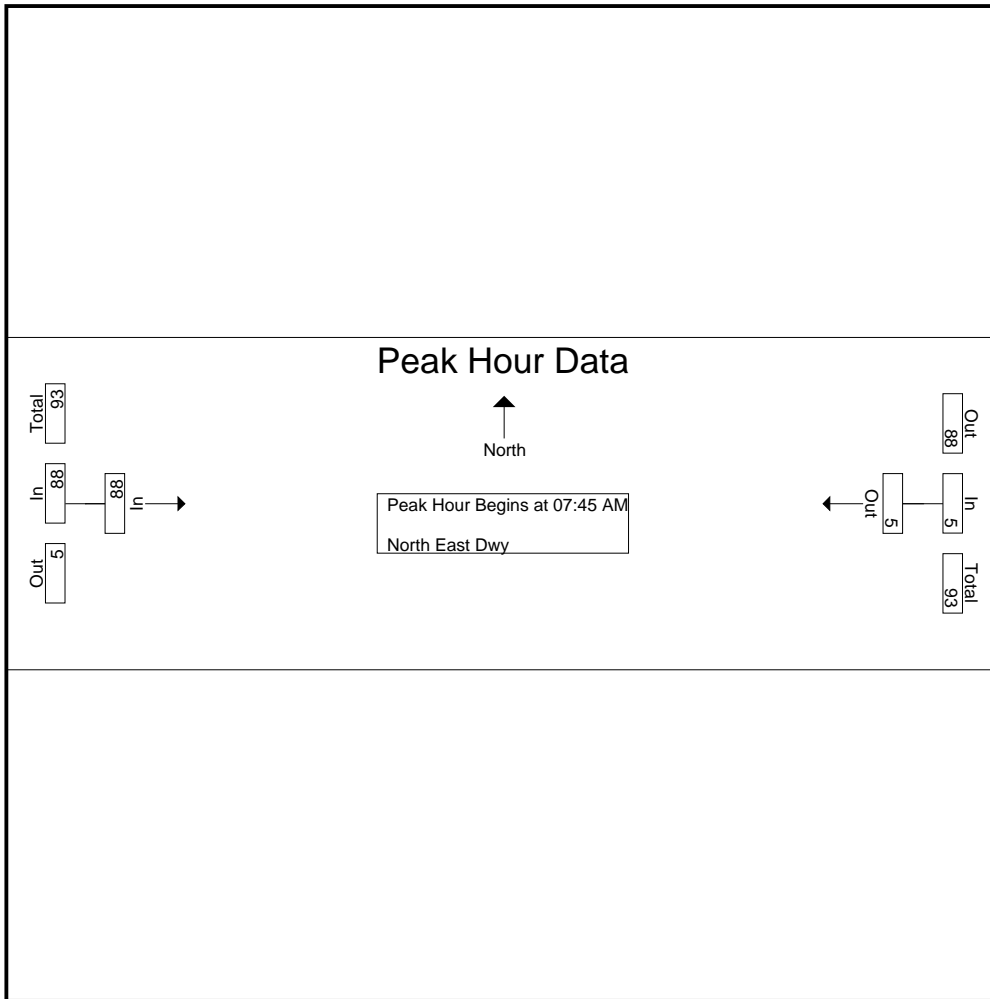 Peak Hour Data
North
Peak Hour Begins at 07:45 AM
North East Dwy
Total
93
In
88
Out
5
88
In
Out
88
In
5
Total
93
Out
5